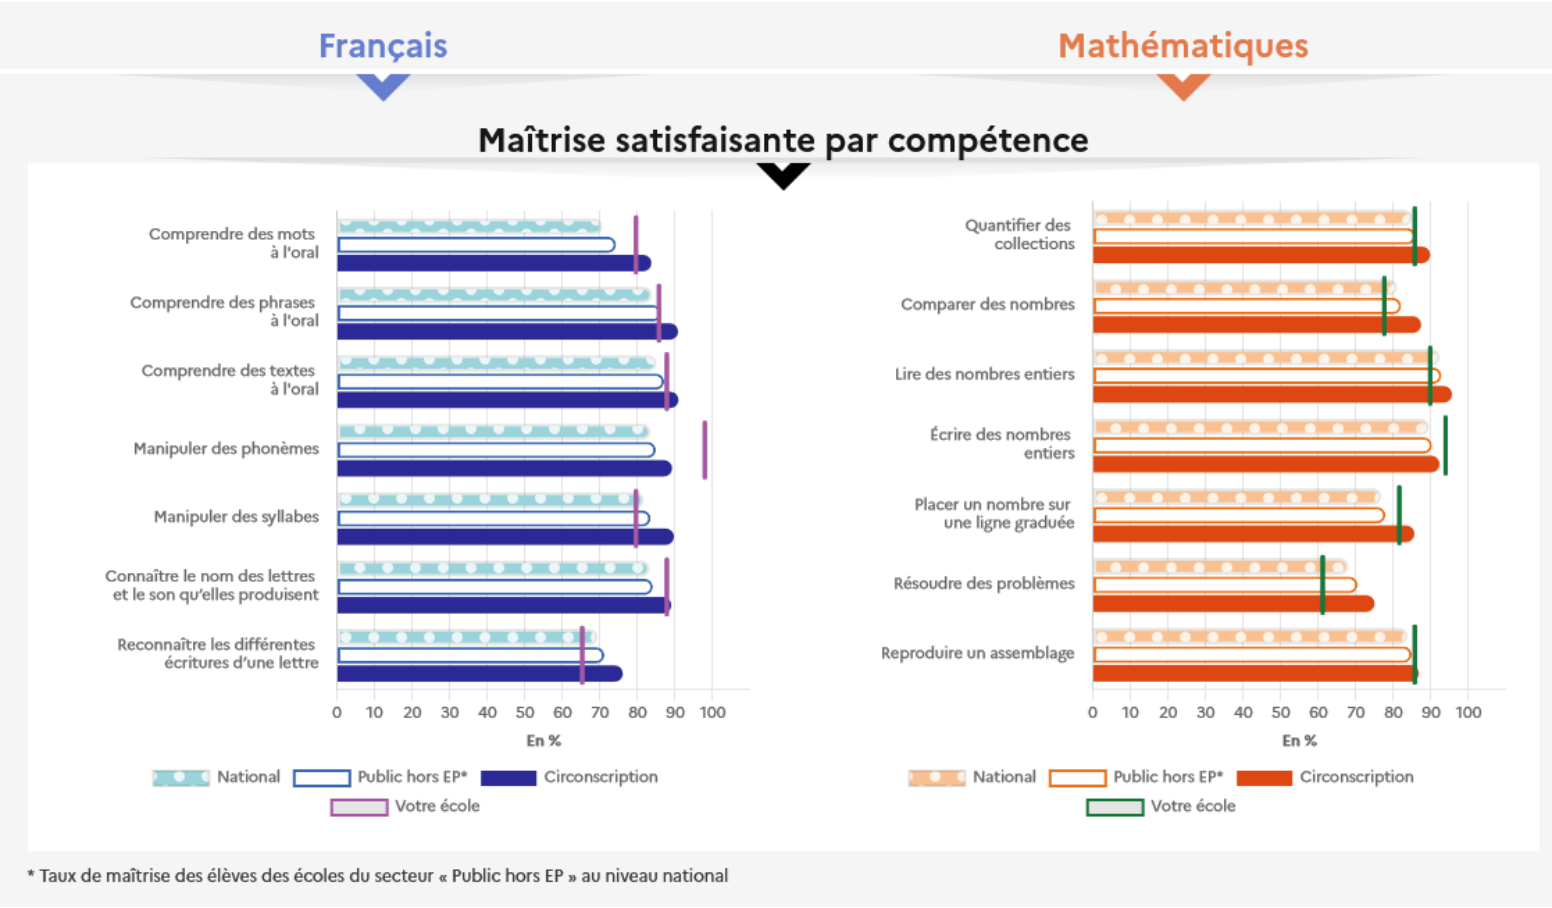 Français
Mathématiques
Maîtrise satisfaisante par compétence
Comprendre des mots
à l'oral
Comprendre des phrases
à l'oral
Comprendre des textes
à l'oral
Manipuler des phonèmes
Manipuler des syllabes
Connaître le nom des lettres
et le son qu'elles produisent
Reconnaître les différentes
écritures d'une lettre
0 10 20 30 40 50 60 70 80 90 100
En %
National Public hors EP* Circonscription
Votre école
Quantifier des
collections
Comparer des nombres
Lire des nombres entiers
Écrire des nombres
entiers
Placer un nombre sur
une ligne graduée
Résoudre des problèmes
Reproduire un assemblage
0 10 20 30 40 50 60 70 80 90 100
En %
National Public hors EP* Circonscription
Votre école
* Taux de maîtrise des élèves des écoles du secteur « Public hors EP » au niveau national